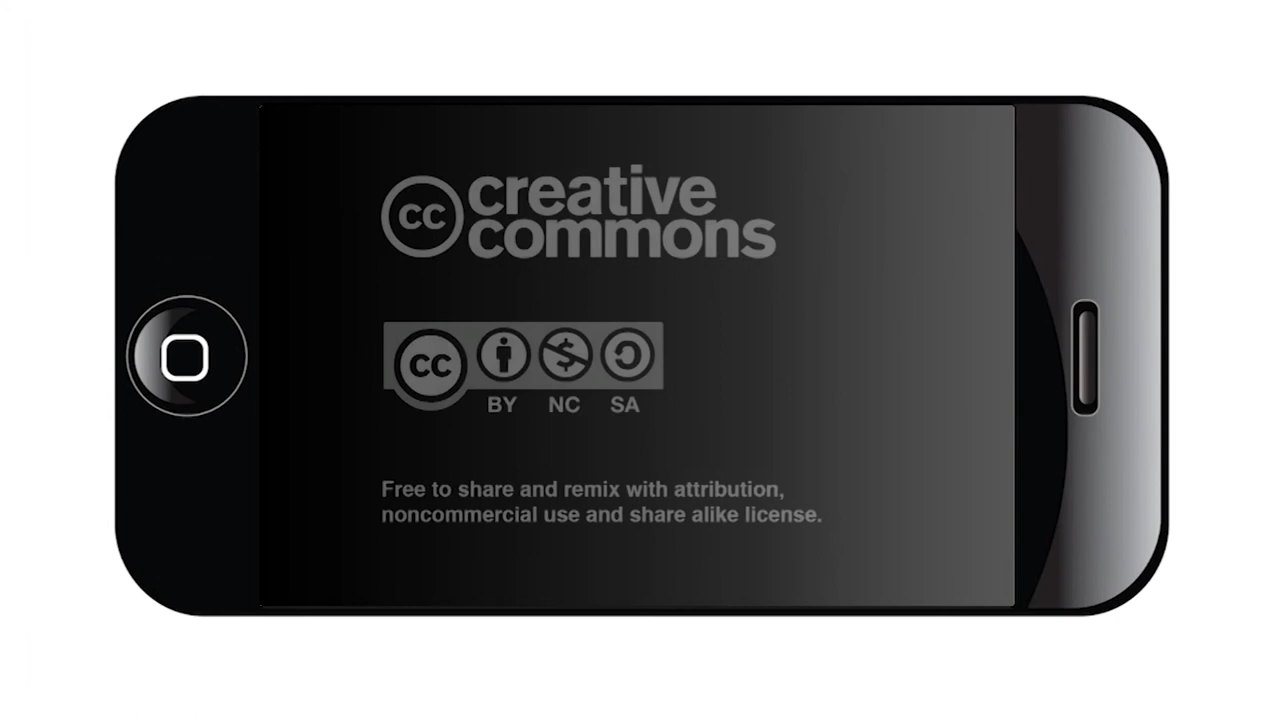 cc creative
commons
cc
BY NC SA
Free to share and remix with attribution,
noncommercial use and share alike license.